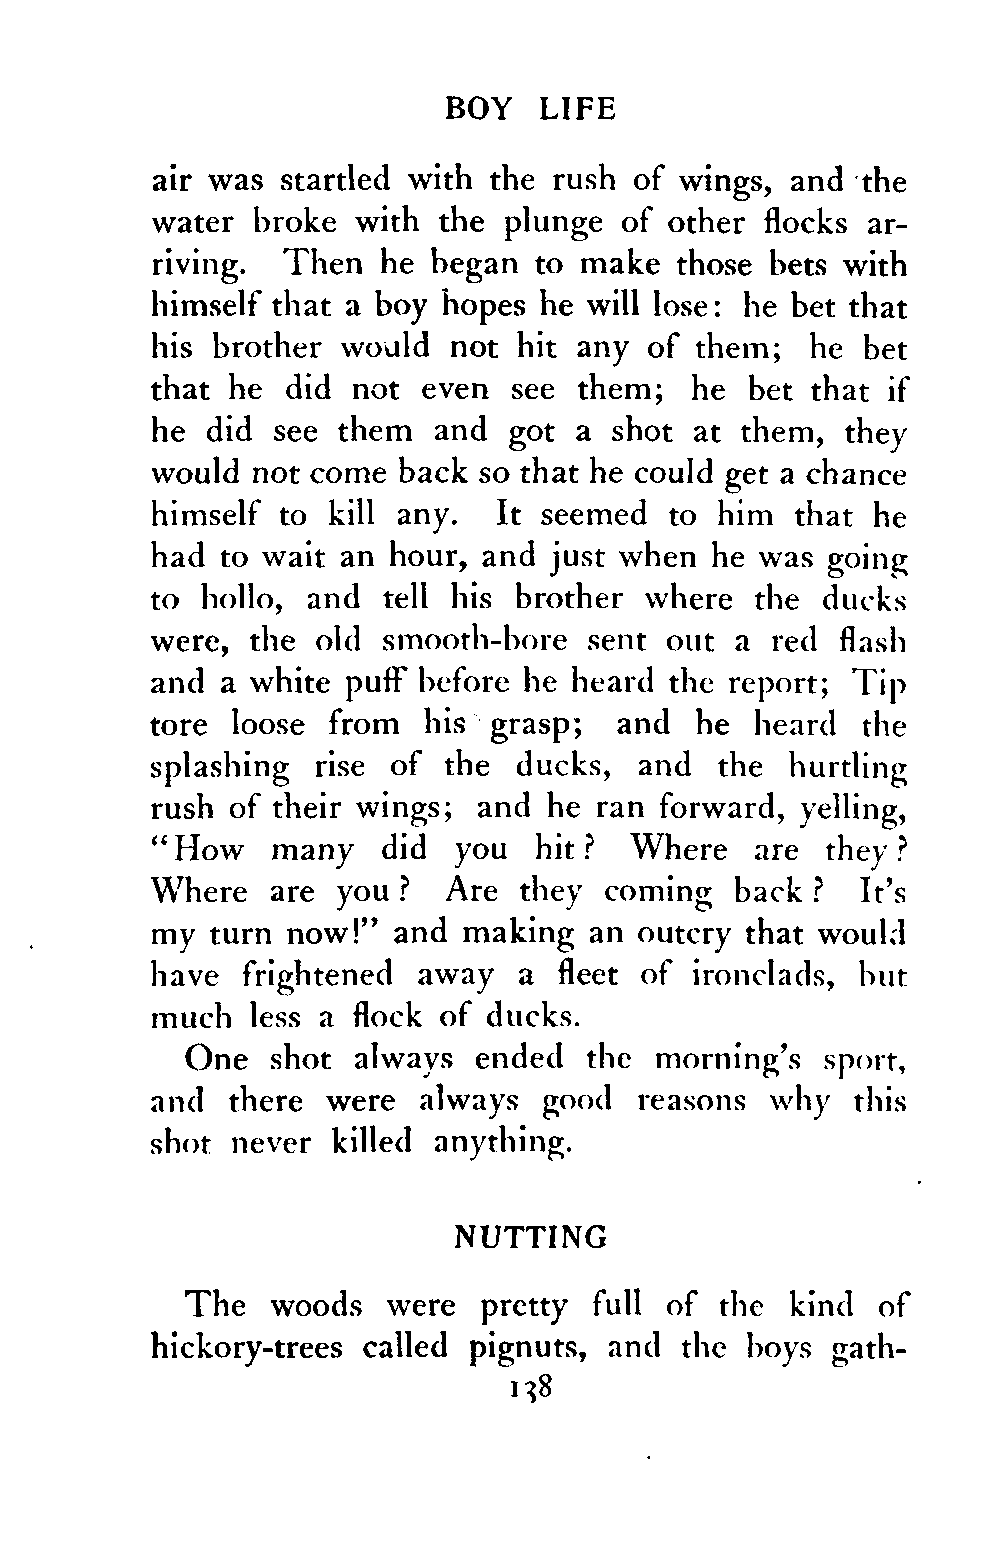 BOY LIFE
air was startled with the rush of wings, and the
water broke with the plunge of other flocks ar-
riving. Then he began to make those bets with
himself that a boy hopes he will lose: he bet that
his brother would not hit any of them; he bet
that he did not even see them; he bet that if
he did see them and got a shot at them, they
would not come back so that he could get a chance
himself to kill any. It seemed to him that he
had to wait an hour, and just when he was going
to hollo, and tell his brother where the ducks
were, the old smooth-bore sent out a red flash
and a white puff before he heard the report; Tip
tore loose from his grasp; and he heard the
splashing rise of the ducks, and the hurtling
rush of their wings; and he ran forward, yelling,
"How many did you hit? Where are they?
Where are you? Are they coming back? It's
my turn now!" and making an outcry that would
have frightened away a fleet of ironclads, but
much less a flock of ducks.
One shot always ended the morning's sport,
and there were always good reasons why this
shot never killed anything.
NUTTING
The woods were pretty full of the kind of
hickory-trees called pignuts, and the boys gath-
138